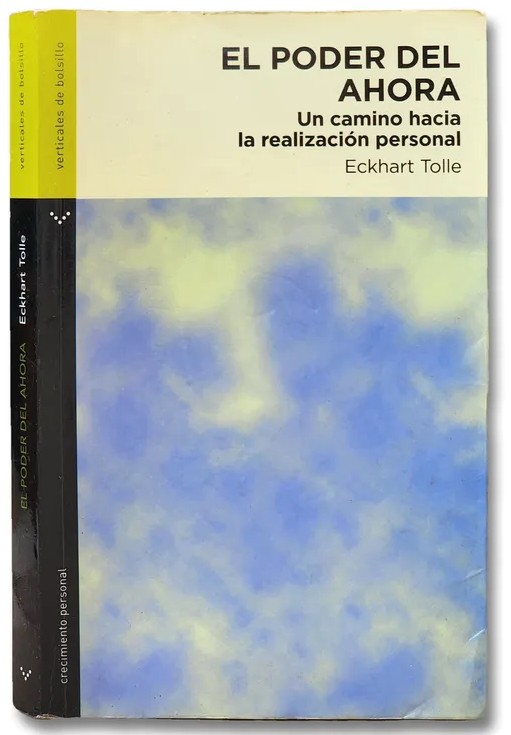 EL PODER DEL
AHORA
Un camino hacia
la realización personal
Eckhart Tolle
verticales de bolsillo
crecimiento personal
verticales de bolsillo
EL PODER DEL AHORA Eckhart Tolle